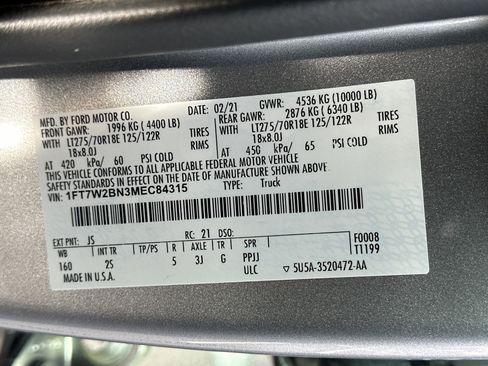 MFD. BY FORD MOTOR CO.
DATE: 02/21 GVWR: 4536 KG (10000 LB)
FRONT GAWR: 1996 KG ( 4400 LB) REAR GAWR: 2876 KG ( 6340 LB)
WITH LT275/70R18E 125/122R TIRES WITH LT275/70R18E 125/122R TIRES
18x8.0J RIMS 18x8.0J RIMS
AT 420 kPa/ 60 PSI COLD AT 450 kPa/ 65 PSI COLD
THIS VEHICLE CONFORMS TO ALL APPLICABLE FEDERAL MOTOR VEHICLE
SAFETY STANDARDS IN EFFECT ON THE DATE OF MANUFACTURE SHOWN ABOVE.
VIN: 1FT7W2BN3MEC84315 TYPE: Truck
F0008
T1199
EXT PNT: JS RC: 21 DSO:
WB INT TR TP/PS R AXLE TR SPR
160 2S 5 3J G PPJJ
MADE IN U.S.A. ULC
▽ 5U5A-3520472-AA